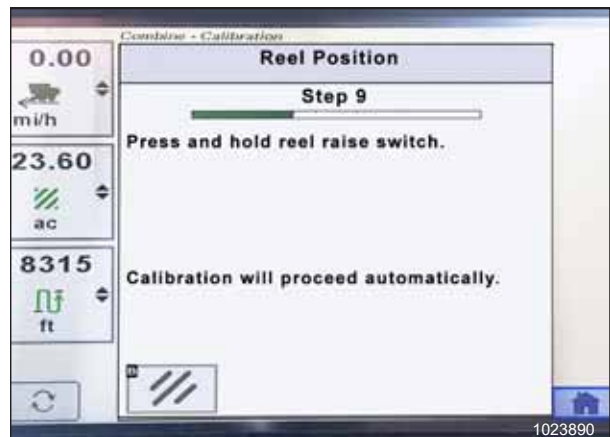 Combine - Calibration
Reel Position
Step 9
Press and hold reel raise switch.
Calibration will proceed automatically.
0.00
mi/h
23.60
ac
8315
ft
1023890